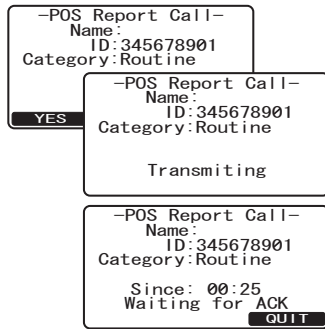 –POS Report Call–
Name:
ID:345678901
Category:Routine
YES
–POS Report Call–
Name:
ID:345678901
Category:Routine
Transmiting
–POS Report Call–
Name:
ID:345678901
Category:Routine
Since: 00:25
Waiting for ACK
QUIT